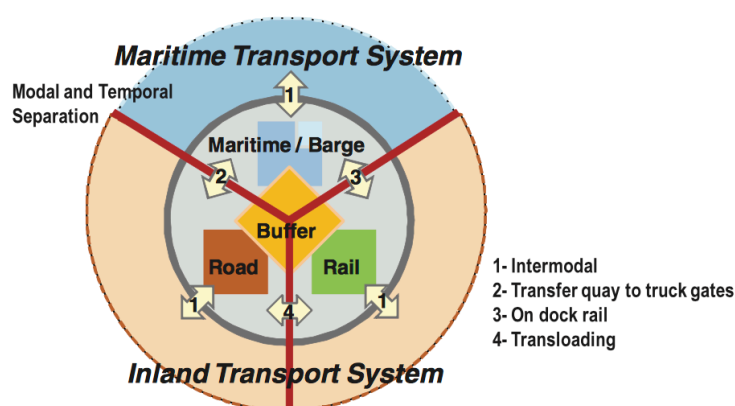 Maritime Transport System
Modal and Temporal
Separation
1
Maritime / Barge
2
3
Buffer
Road
Rail
1
4
1
Inland Transport System
1- Intermodal
2- Transfer quay to truck gates
3- On dock rail
4- Transloading